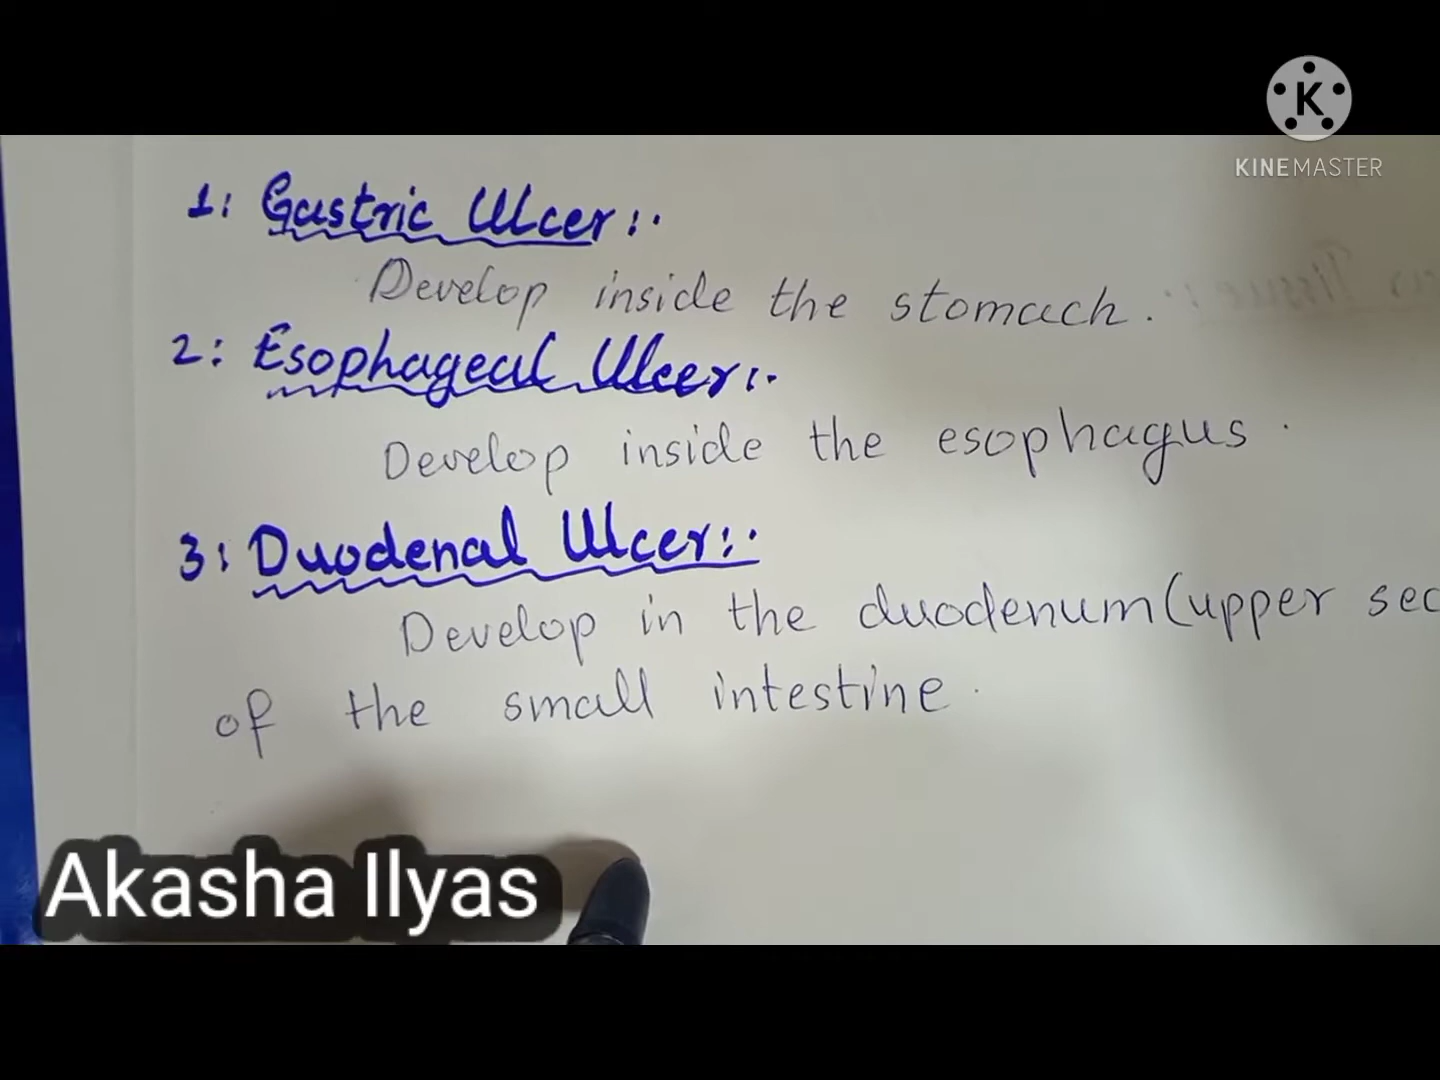 K
KINEMASTER
1: Gastric Ulcer:.
Develop inside the stomach.
2: Esophageal Ulcer:.
Develop inside the esophagus.
3: Duodenal Ulcer:.
Develop in the duodenum (upper sec
of the small intestine.
Akasha Ilyas